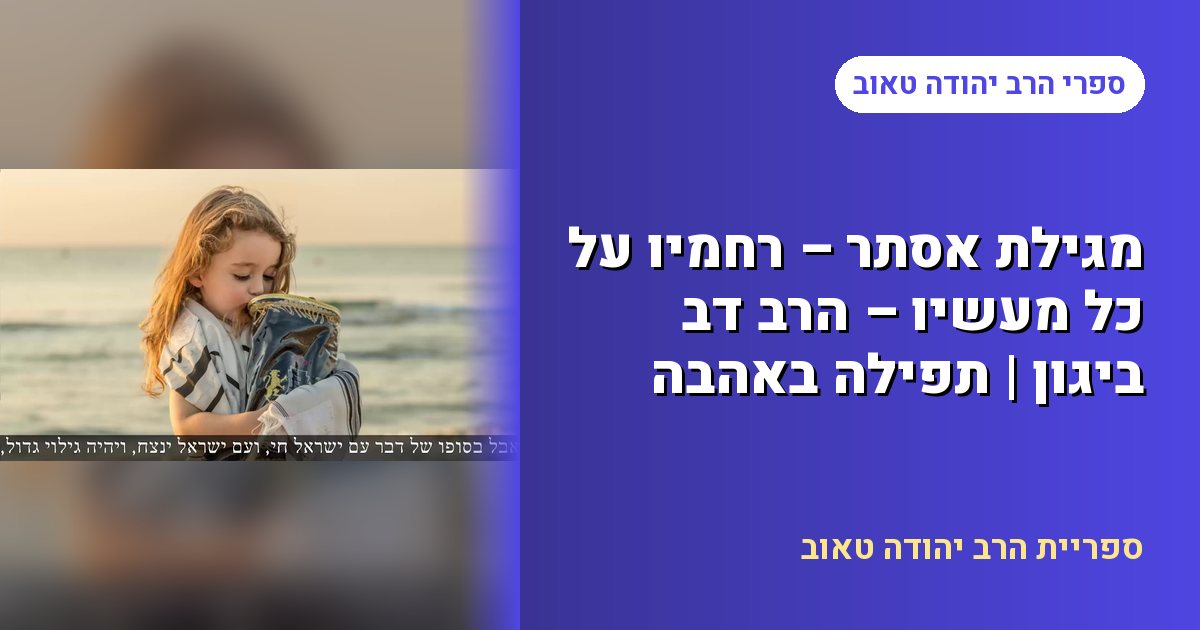 ספרי הרב יהודה טאוב
מגילת אסתר – רחמיו על
כל מעשיו – הרב דב
ביגון | תפילה באהבה
אבל בסופו של דבר עם ישראל חי, ועם ישראל ינצח, ויהיה גילוי גדול,
ספריית הרב יהודה טאוב